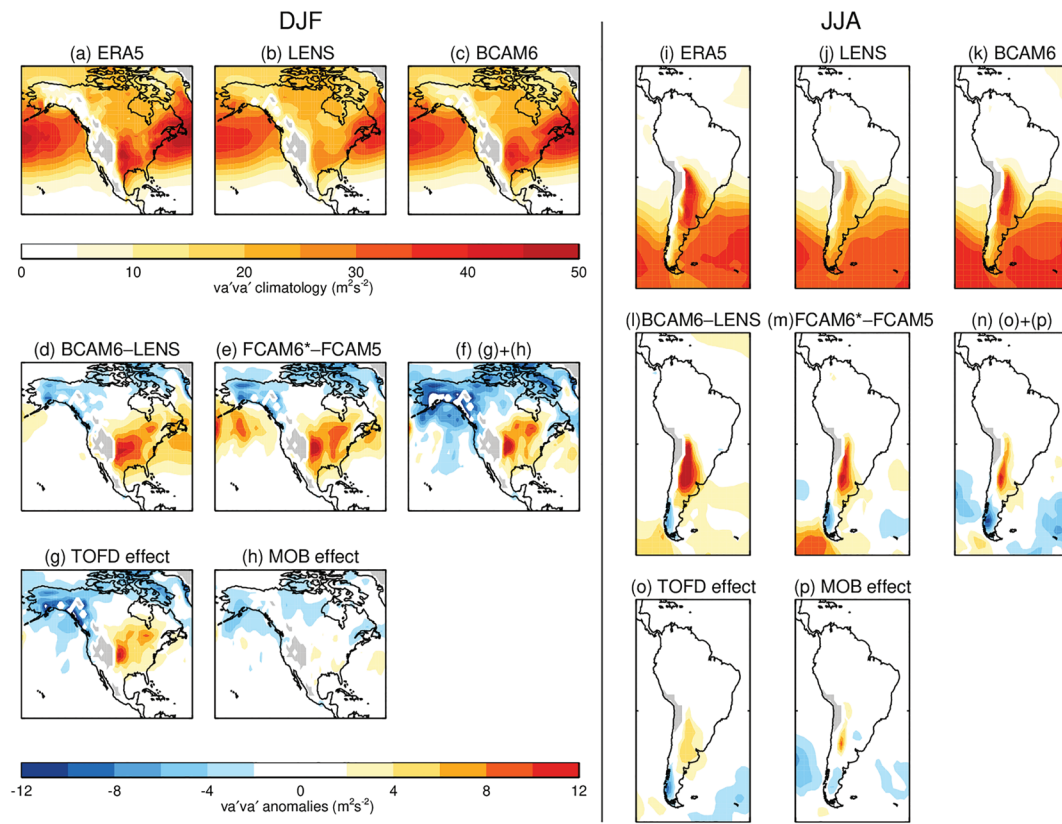 DJF
JJA
(a) ERA5
(b) LENS
(c) BCAM6
(i) ERA5
(j) LENS
(k) BCAM6
0 10 20 30 40 50
va′va′ climatology (m²s⁻²)
(l)BCAM6–LENS
(m)FCAM6*–FCAM5
(n) (o)+(p)
(d) BCAM6–LENS
(e) FCAM6*–FCAM5
(f) (g)+(h)
(g) TOFD effect
(h) MOB effect
(o) TOFD effect
(p) MOB effect
-12 -8 -4 0 4 8 12
va′va′ anomalies (m²s⁻²)